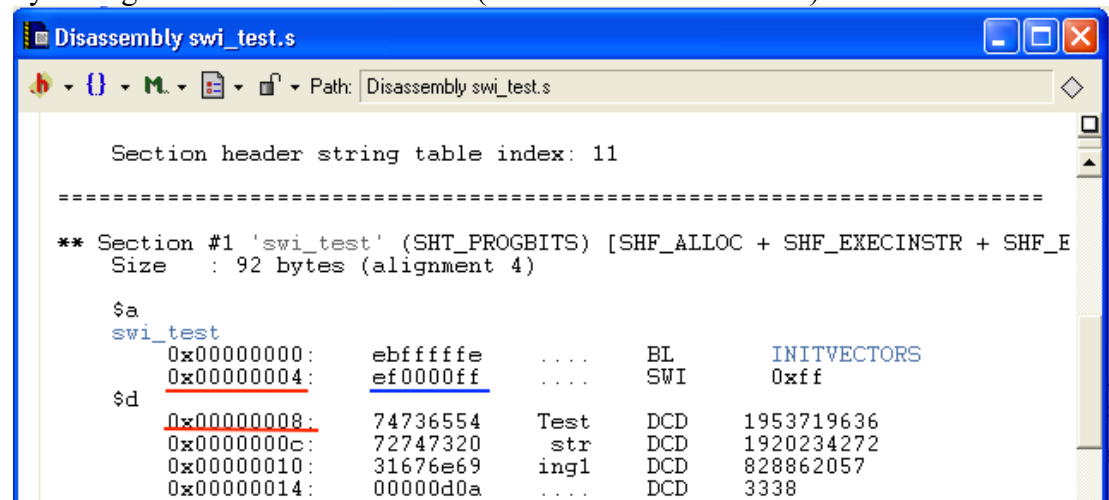 Disassembly swi_test.s
Path: Disassembly swi_test.s
Section header string table index: 11
========================================================================
** Section #1 'swi_test' (SHT_PROGBITS) [SHF_ALLOC + SHF_EXECINSTR + SHF_E
Size : 92 bytes (alignment 4)
$a
swi_test
0x00000000: ebfffffe .... BL INITVECTORS
0x00000004: ef0000ff .... SWI 0xff
$d
0x00000008: 74736554 Test DCD 1953719636
0x0000000c: 72747320 str DCD 1920234272
0x00000010: 31676e69 ing1 DCD 828862057
0x00000014: 00000d0a .... DCD 3338